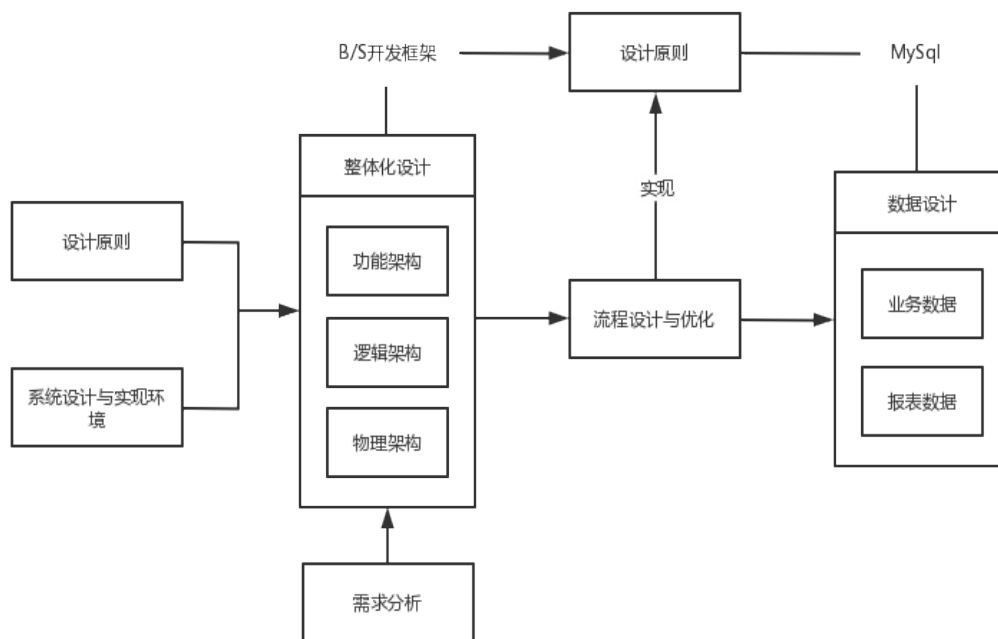 B/S开发框架
设计原则
MySql
整体化设计
实现
数据设计
设计原则
功能架构
业务数据
流程设计与优化
逻辑架构
系统设计与实现环
境
报表数据
物理架构
需求分析